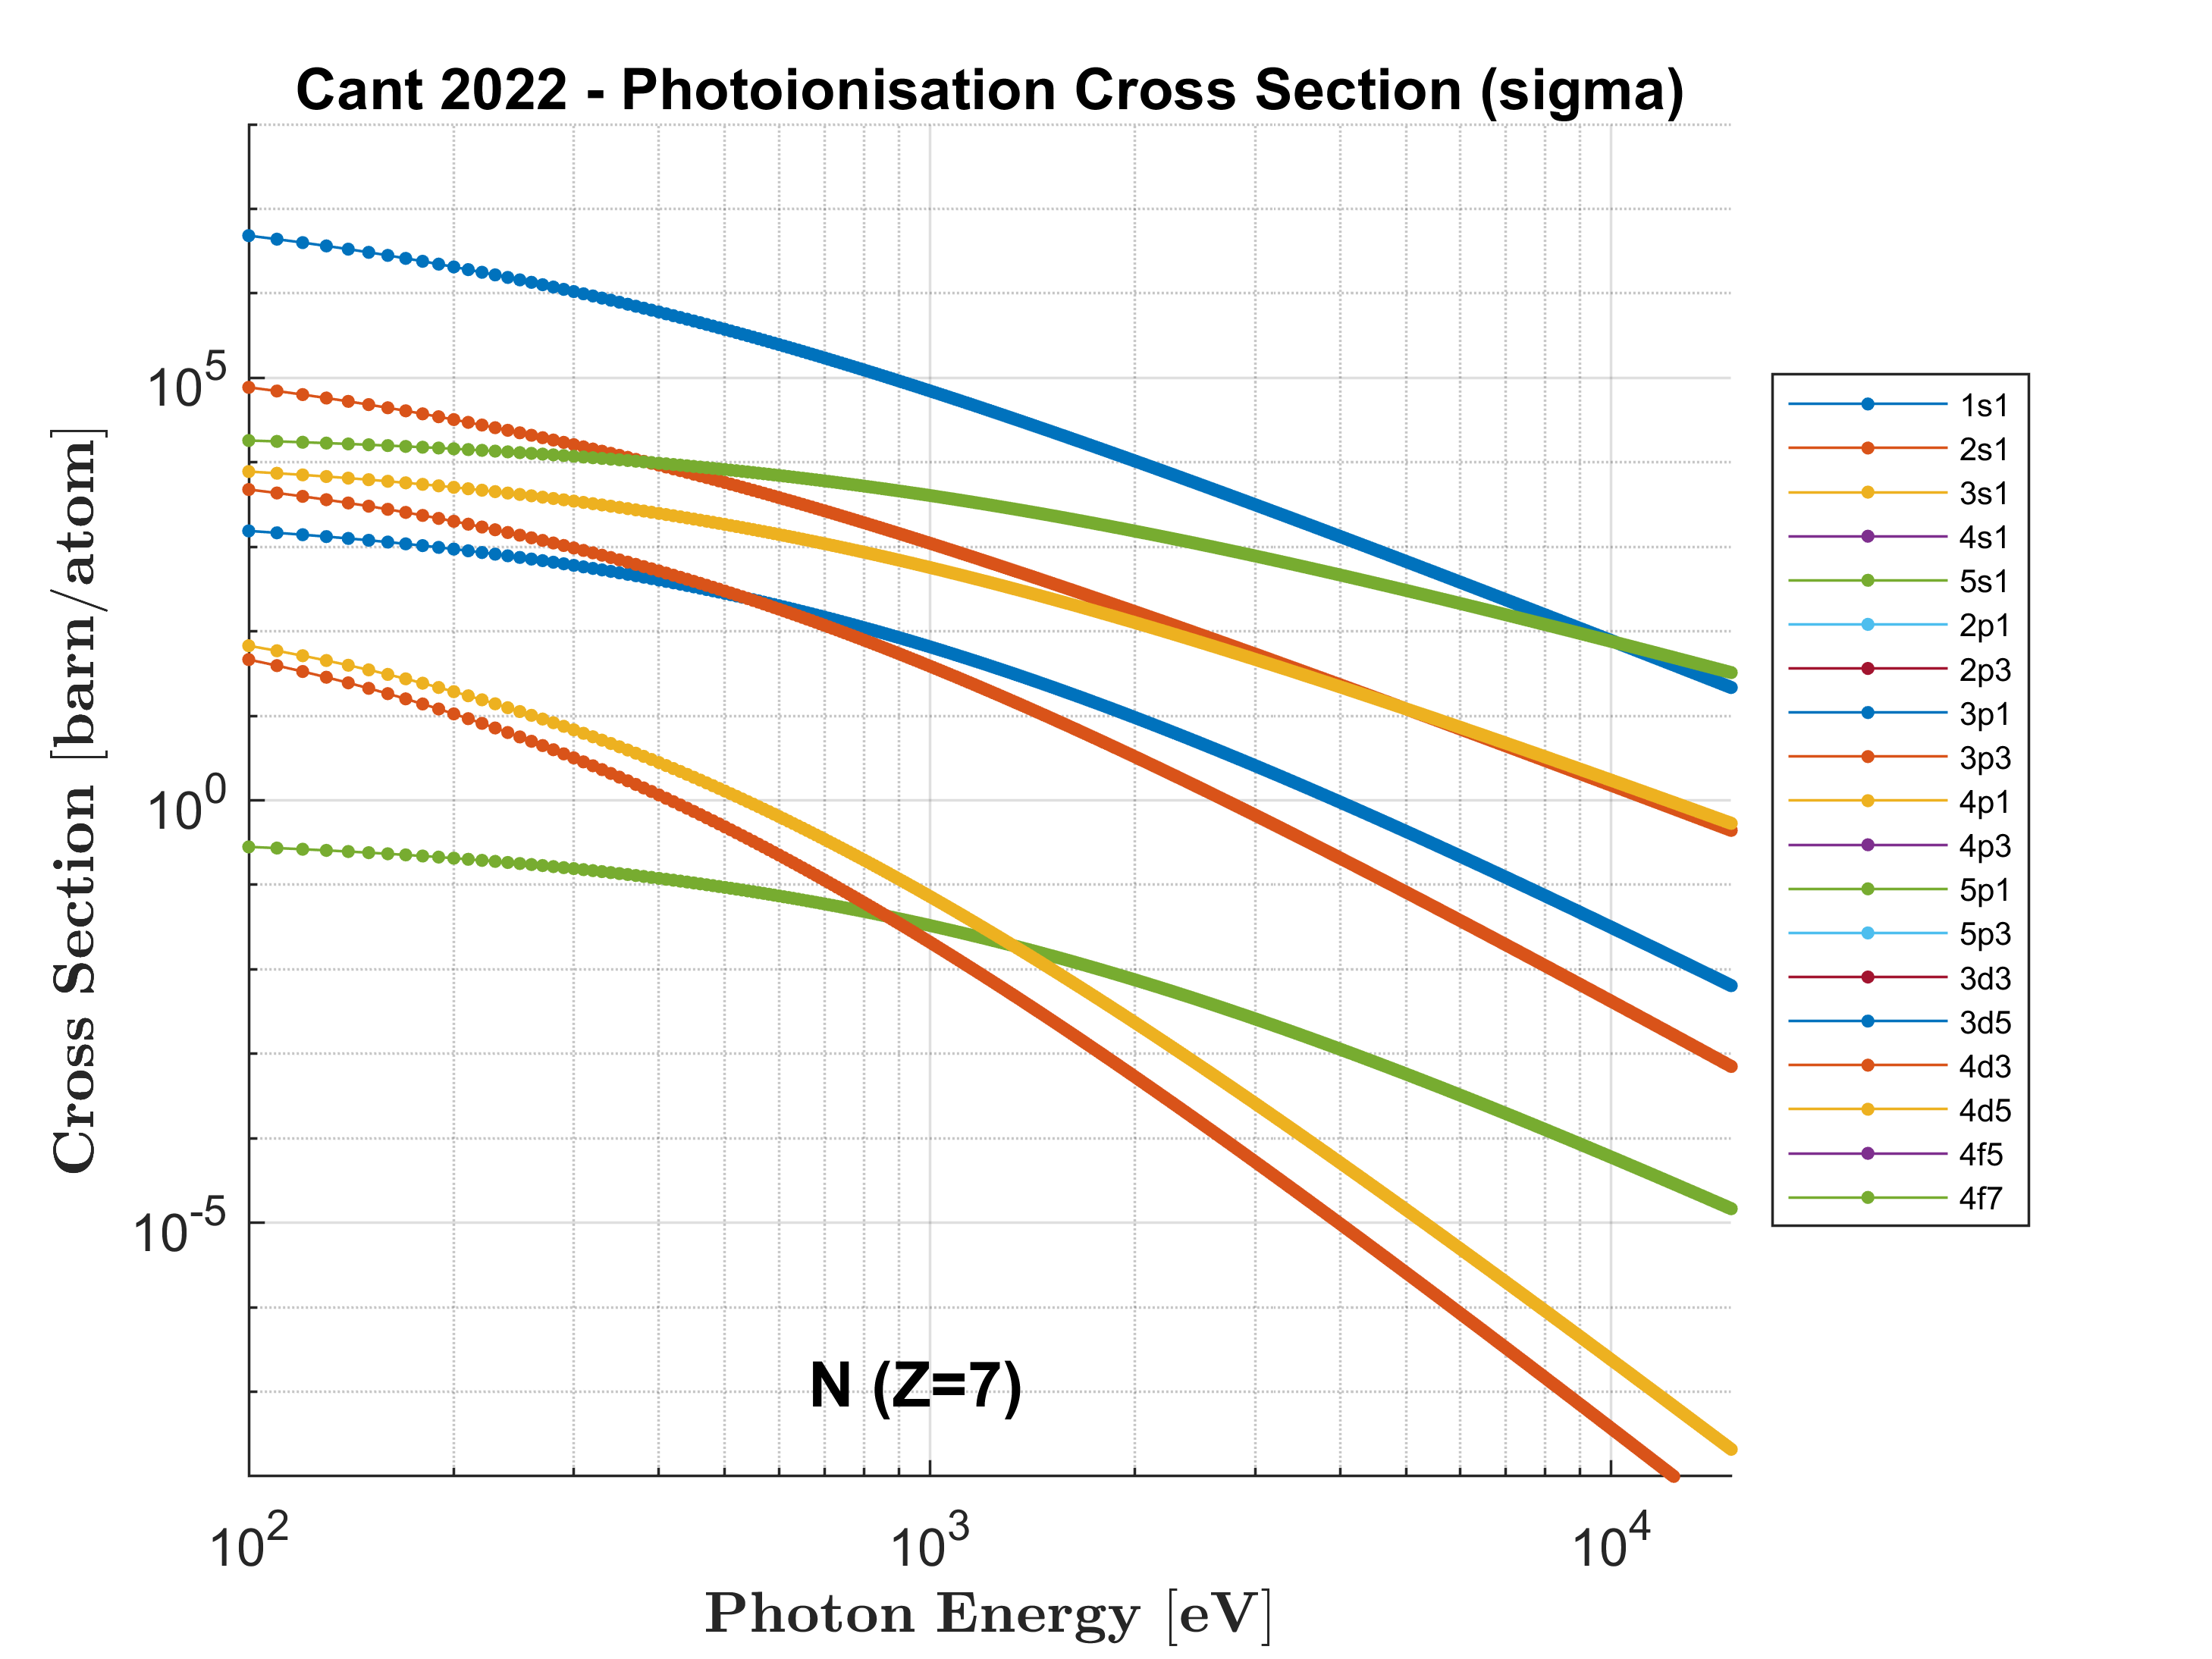 Cant 2022 - Photoionisation Cross Section (sigma)
Cross Section [barn/atom]
10^5
10^0
10^-5
N (Z=7)
10^2
10^3
10^4
Photon Energy [eV]
1s1
2s1
3s1
4s1
5s1
2p1
2p3
3p1
3p3
4p1
4p3
5p1
5p3
3d3
3d5
4d3
4d5
4f5
4f7